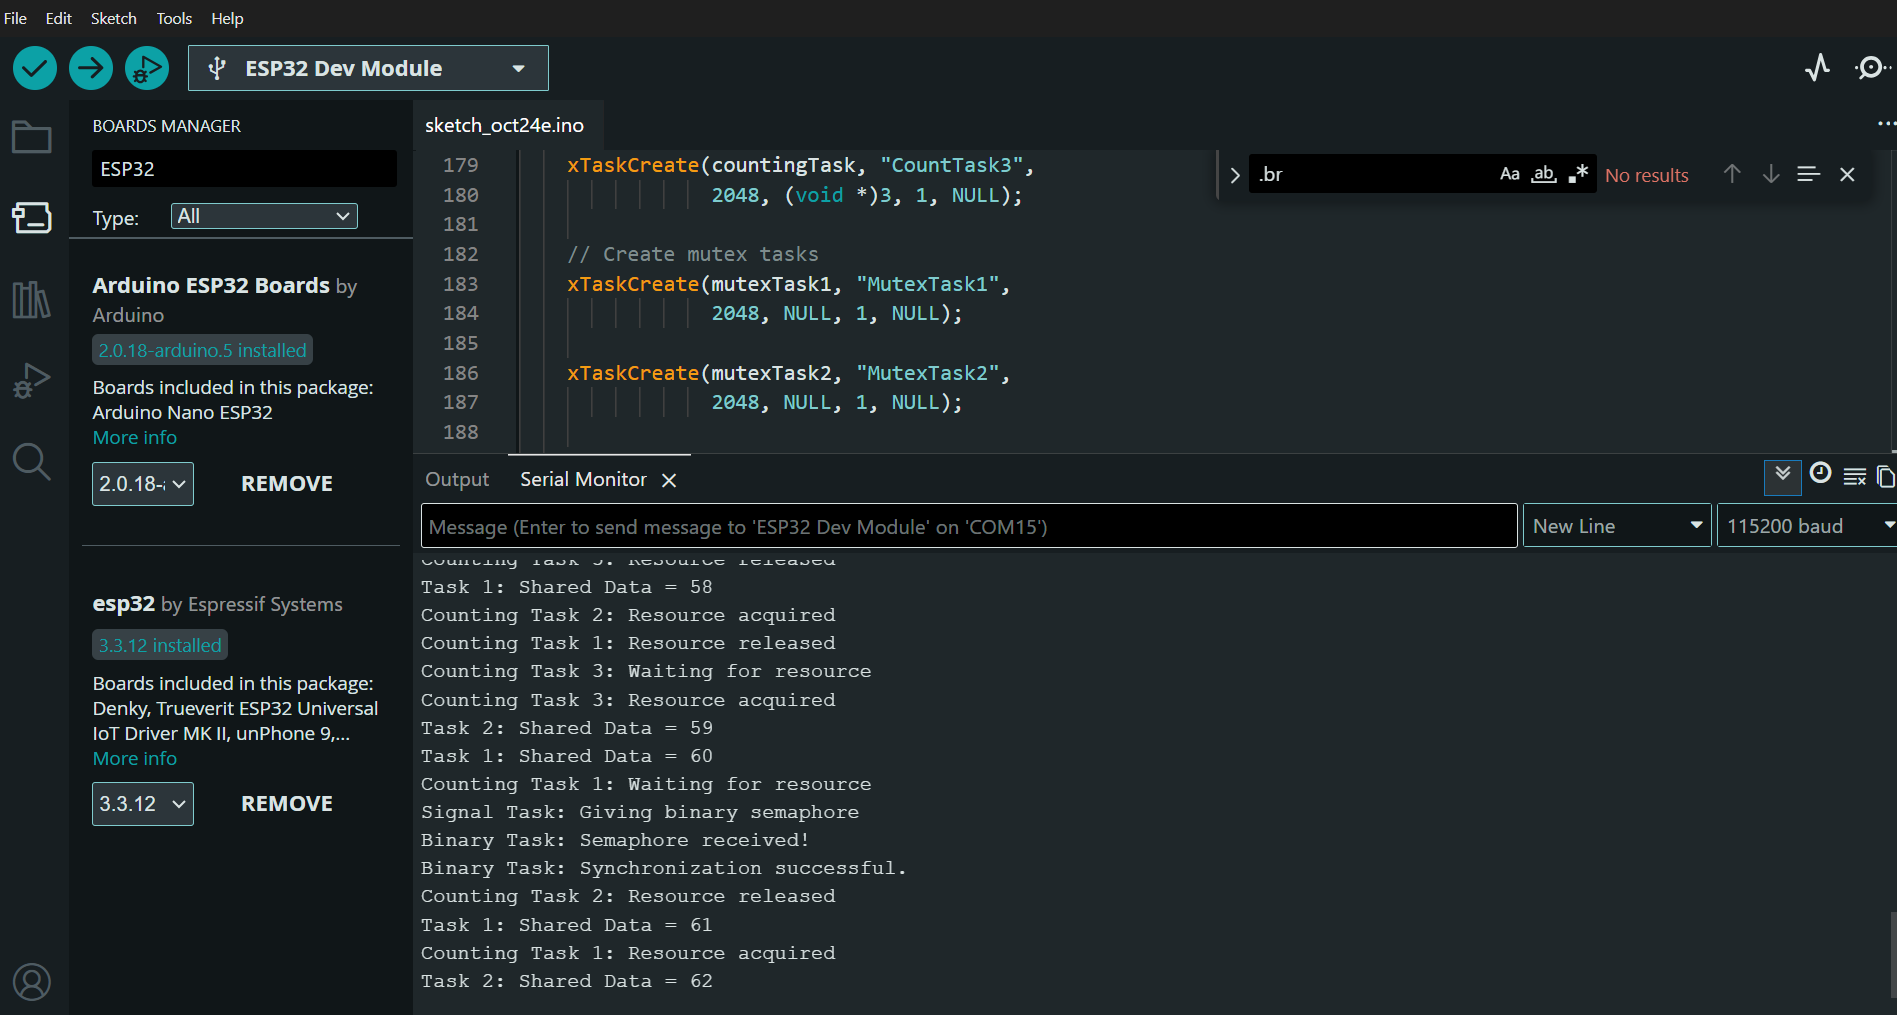 File Edit Sketch Tools Help
ESP32 Dev Module
BOARDS MANAGER
ESP32
Type: All
Arduino ESP32 Boards by
Arduino
2.0.18-arduino.5 installed
Boards included in this package:
Arduino Nano ESP32
More info
2.0.18-
REMOVE
esp32 by Espressif Systems
3.3.12 installed
Boards included in this package:
Denky, Trueverit ESP32 Universal
IoT Driver MK II, unPhone 9,...
More info
3.3.12
REMOVE
sketch_oct24e.ino
179 xTaskCreate(countingTask, "CountTask3",
180 2048, (void *)3, 1, NULL);
181
182 // Create mutex tasks
183 xTaskCreate(mutexTask1, "MutexTask1",
184 2048, NULL, 1, NULL);
185
186 xTaskCreate(mutexTask2, "MutexTask2",
187 2048, NULL, 1, NULL);
188
.br Aa ab .* No results
Output Serial Monitor
Message (Enter to send message to 'ESP32 Dev Module' on 'COM15')
New Line
115200 baud
Counting Task 3: Resource released
Task 1: Shared Data = 58
Counting Task 2: Resource acquired
Counting Task 1: Resource released
Counting Task 3: Waiting for resource
Counting Task 3: Resource acquired
Task 2: Shared Data = 59
Task 1: Shared Data = 60
Counting Task 1: Waiting for resource
Signal Task: Giving binary semaphore
Binary Task: Semaphore received!
Binary Task: Synchronization successful.
Counting Task 2: Resource released
Task 1: Shared Data = 61
Counting Task 1: Resource acquired
Task 2: Shared Data = 62